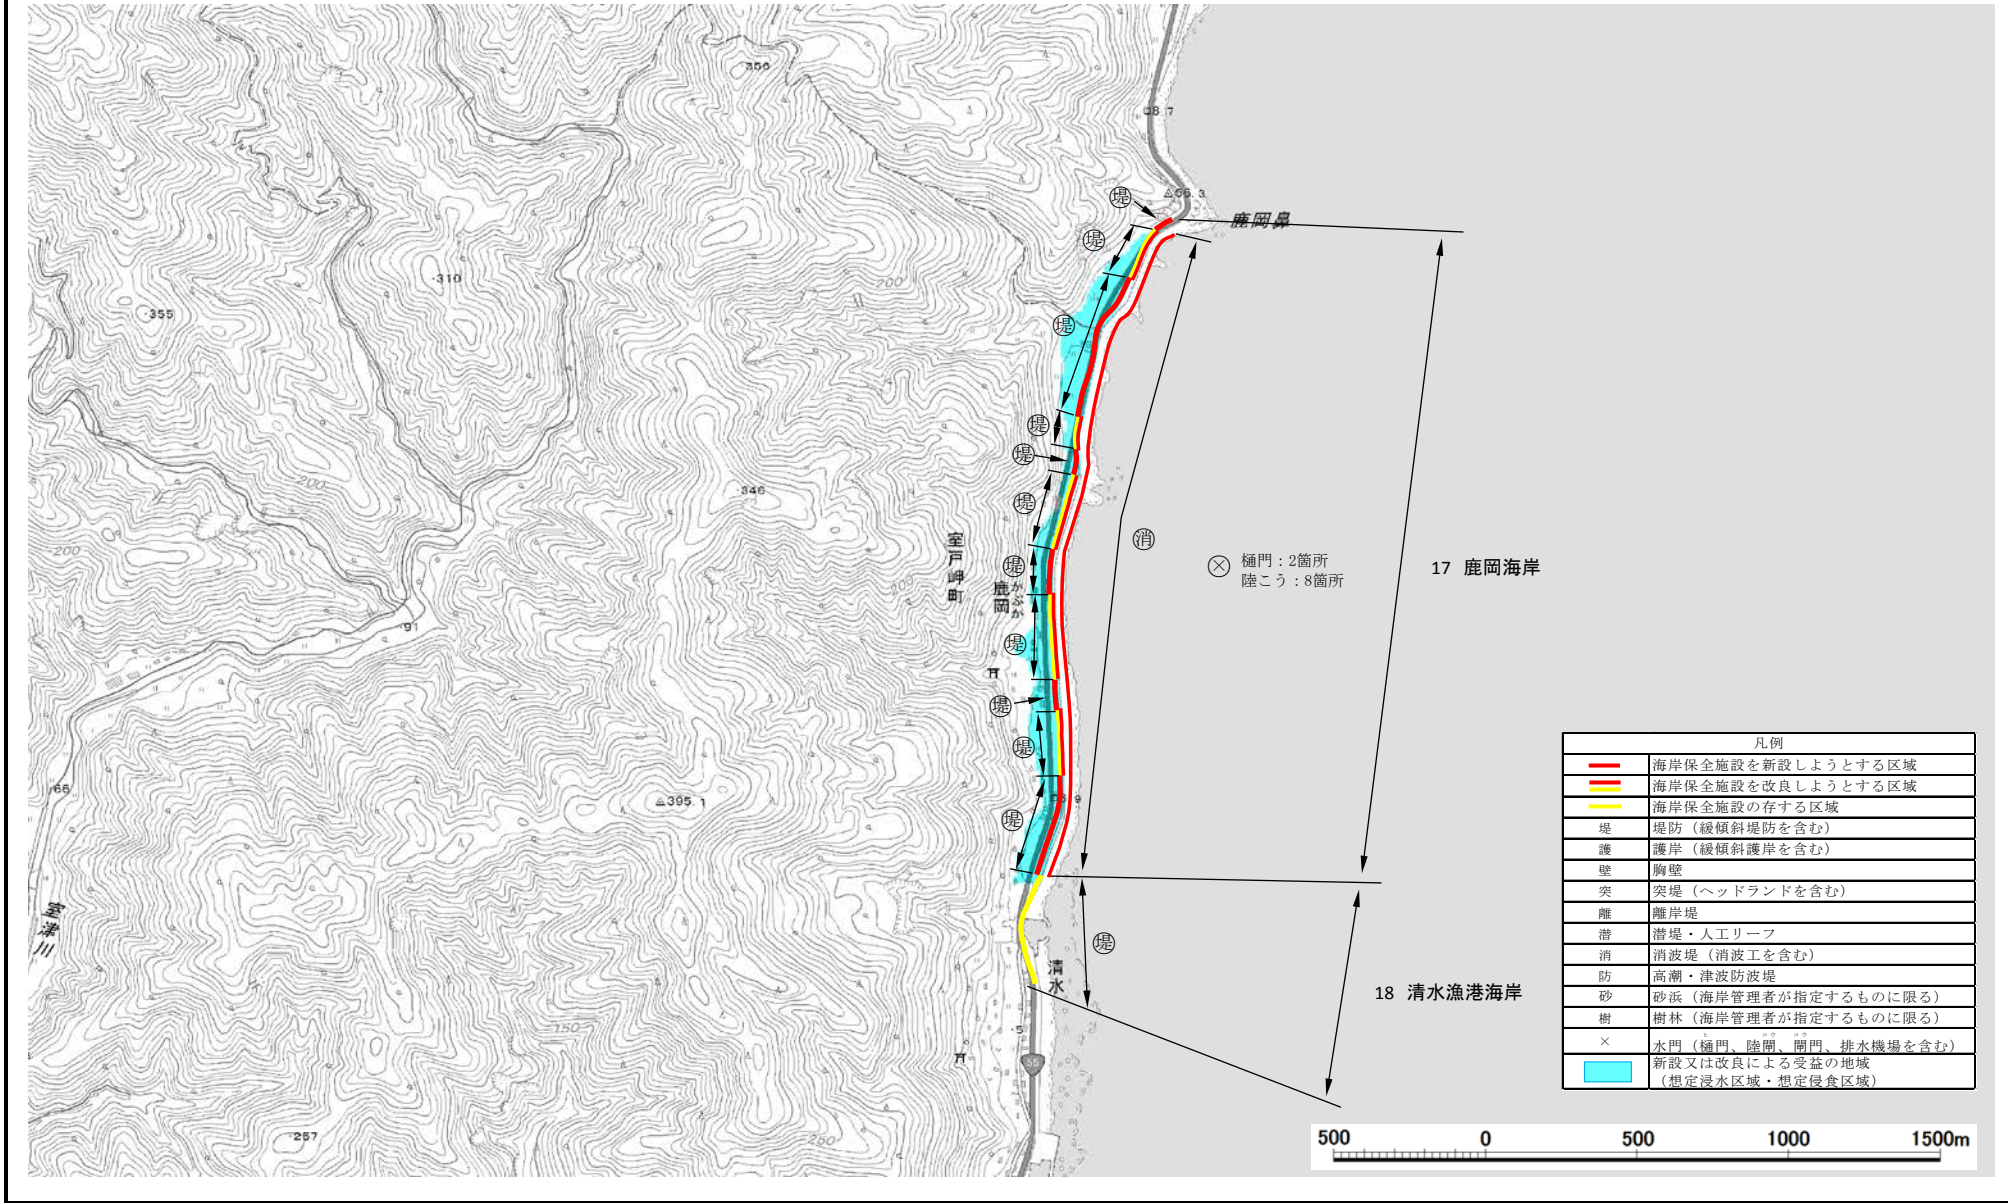 356
08.7
堤
56.3
鹿岡鼻
堤
310
200
355
堤
堤
堤
200
346
堤
消
× 樋門：2箇所
陸こう：8箇所
17 鹿岡海岸
200
室戸岬町
200
堤
鹿岡
かぶか
91
堤
堤
堤
凡例
海岸保全施設を新設しようとする区域
海岸保全施設を改良しようとする区域
海岸保全施設の存する区域
堤 堤防（緩傾斜堤防を含む）
護 護岸（緩傾斜護岸を含む）
壁 胸壁
突 突堤（ヘッドランドを含む）
離 離岸堤
潜 潜堤・人工リーフ
消 消波堤（消波工を含む）
防 高潮・津波防波堤
砂 砂浜（海岸管理者が指定するものに限る）
樹 樹林（海岸管理者が指定するものに限る）
× 水門（樋門、陸閘、閘門、排水機場を含む）
新設又は改良による受益の地域
（想定浸水区域・想定侵食区域）
66
395.1
堤
室津川
堤
清水
18 清水漁港海岸
150
5
55
257
250
500 0 500 1000 1500m